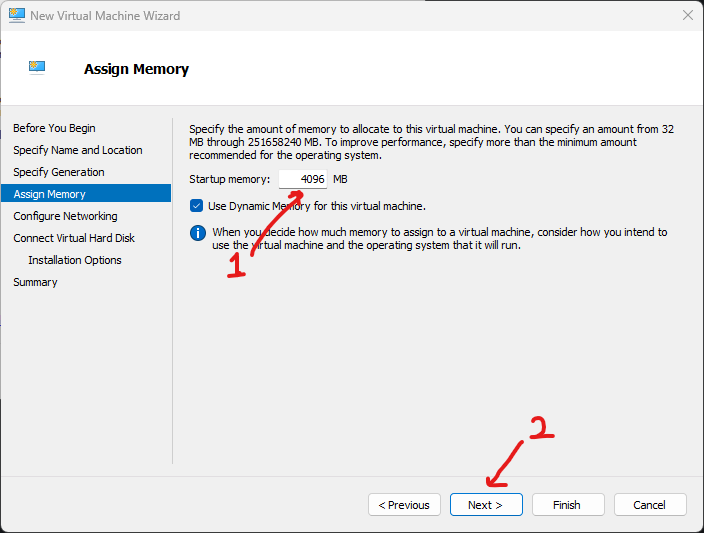 New Virtual Machine Wizard
Assign Memory
Before You Begin
Specify Name and Location
Specify Generation
Assign Memory
Configure Networking
Connect Virtual Hard Disk
Installation Options
Summary
Specify the amount of memory to allocate to this virtual machine. You can specify an amount from 32
MB through 251658240 MB. To improve performance, specify more than the minimum amount
recommended for the operating system.
Startup memory: 4096 MB
Use Dynamic Memory for this virtual machine.
When you decide how much memory to assign to a virtual machine, consider how you intend to
use the virtual machine and the operating system that it will run.
1
2
< Previous
Next >
Finish
Cancel